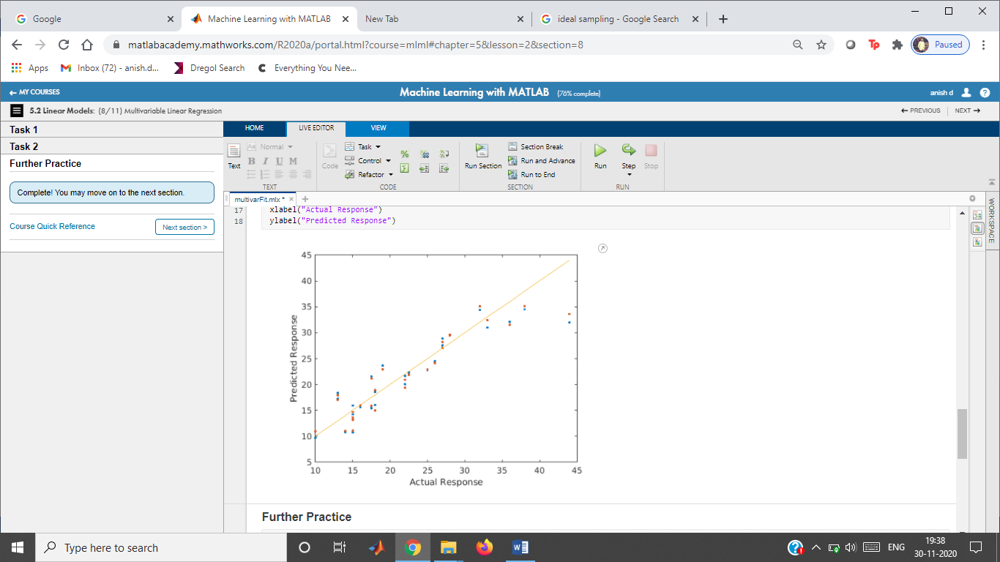 Google
Machine Learning with MATLAB
New Tab
ideal sampling - Google Search
matlabacademy.mathworks.com/R2020a/portal.html?course=mlml#chapter=5&lesson=2&section=8
Tp
Paused
Apps
Inbox (72) - anish.d...
Dregol Search
Everything You Nee...
MY COURSES
Machine Learning with MATLAB (76% complete)
anish d
5.2 Linear Models: (8/11) Multivariable Linear Regression
PREVIOUS
NEXT
Task 1
Task 2
Further Practice
Complete! You may move on to the next section.
Course Quick Reference
Next section >
HOME
LIVE EDITOR
VIEW
Text
Aa Normal
B I U M
TEXT
Code
Task
Control
Refactor
CODE
Run Section
Section Break
Run and Advance
Run to End
SECTION
Run
Step
Stop
RUN
multivarFit.mlx *
WORKSPACE
17 xlabel("Actual Response")
18 ylabel("Predicted Response")
45
40
35
30
25
20
15
10
5
Predicted Response
10 15 20 25 30 35 40 45
Actual Response
Further Practice
Type here to search
ENG
19:38
30-11-2020